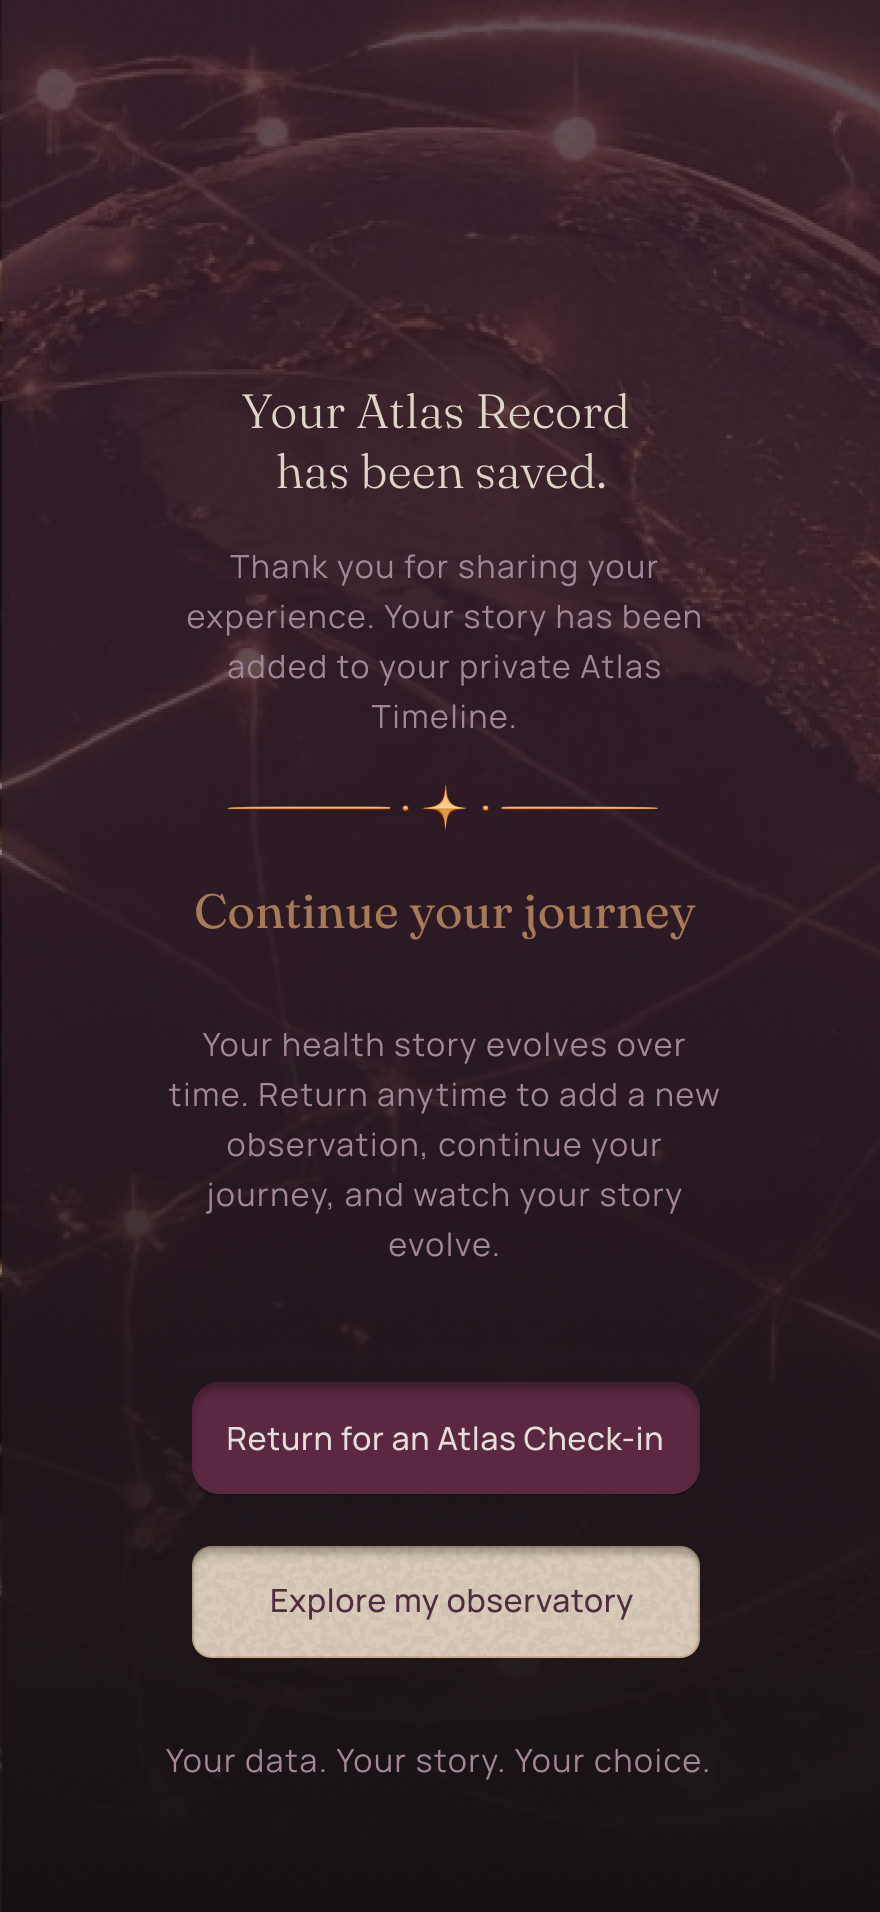 Your Atlas Record
has been saved.
Thank you for sharing your
experience. Your story has been
added to your private Atlas
Timeline.
Continue your journey
Your health story evolves over
time. Return anytime to add a new
observation, continue your
journey, and watch your story
evolve.
Return for an Atlas Check-in
Explore my observatory
Your data. Your story. Your choice.